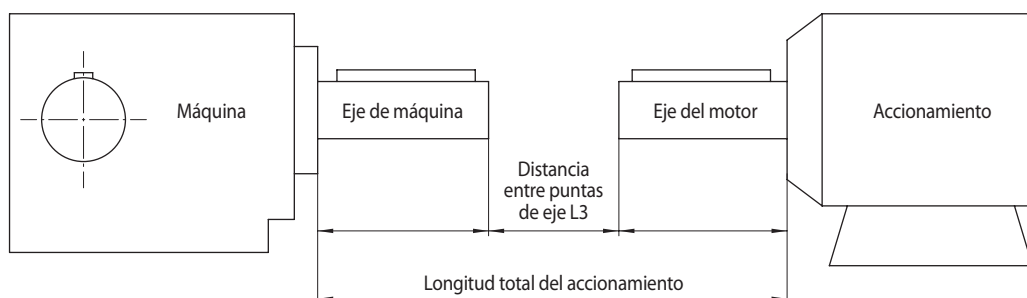 Máquina
Eje de máquina
Eje del motor
Accionamiento
Distancia
entre puntas
de eje L3
Longitud total del accionamiento